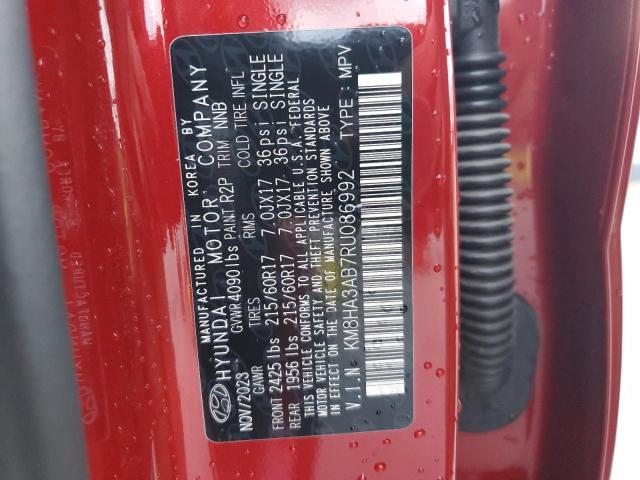 MANUFACTURED IN KOREA BY
HYUNDAI MOTOR COMPANY
NOV/2023 GVWR 4090lbs PAINT R2P TRIM NNB
GAWR TIRES RIMS COLD TIRE INFL
FRONT 2425 lbs 215/60R17 7.0JX17 36psi SINGLE
REAR 1956 lbs 215/60R17 7.0JX17 36psi SINGLE
THIS VEHICLE CONFORMS TO ALL APPLICABLE U.S. FEDERAL
MOTOR VEHICLE SAFETY AND THEFT PREVENTION STANDARDS
IN EFFECT ON THE DATE OF MANUFACTURE SHOWN ABOVE
V.I.N : KM8HA3AB7RU086992 TYPE : MPV